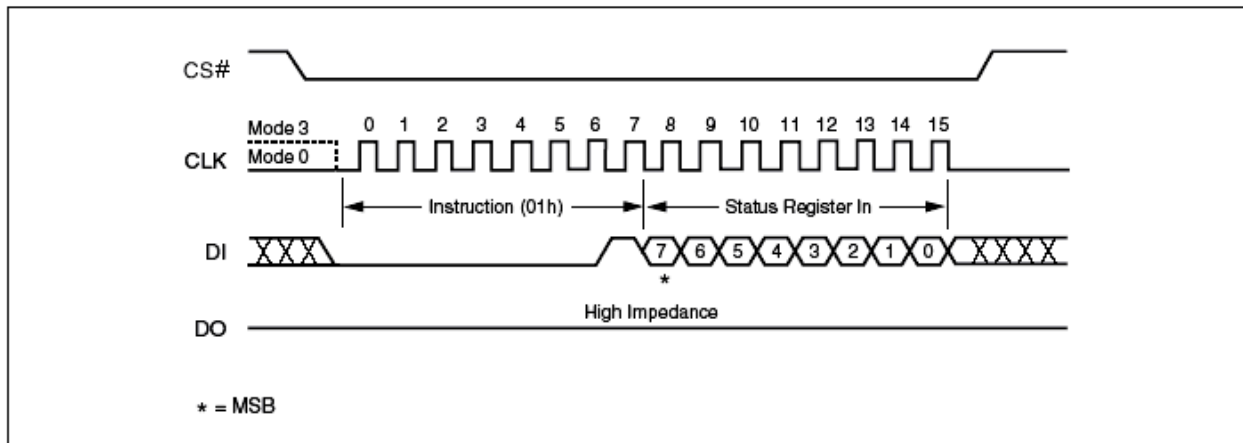 CS#
Mode 3
0 1 2 3 4 5 6 7 8 9 10 11 12 13 14 15
CLK
Mode 0
Instruction (01h)
Status Register In
DI
7 6 5 4 3 2 1 0
*
High Impedance
DO
* = MSB